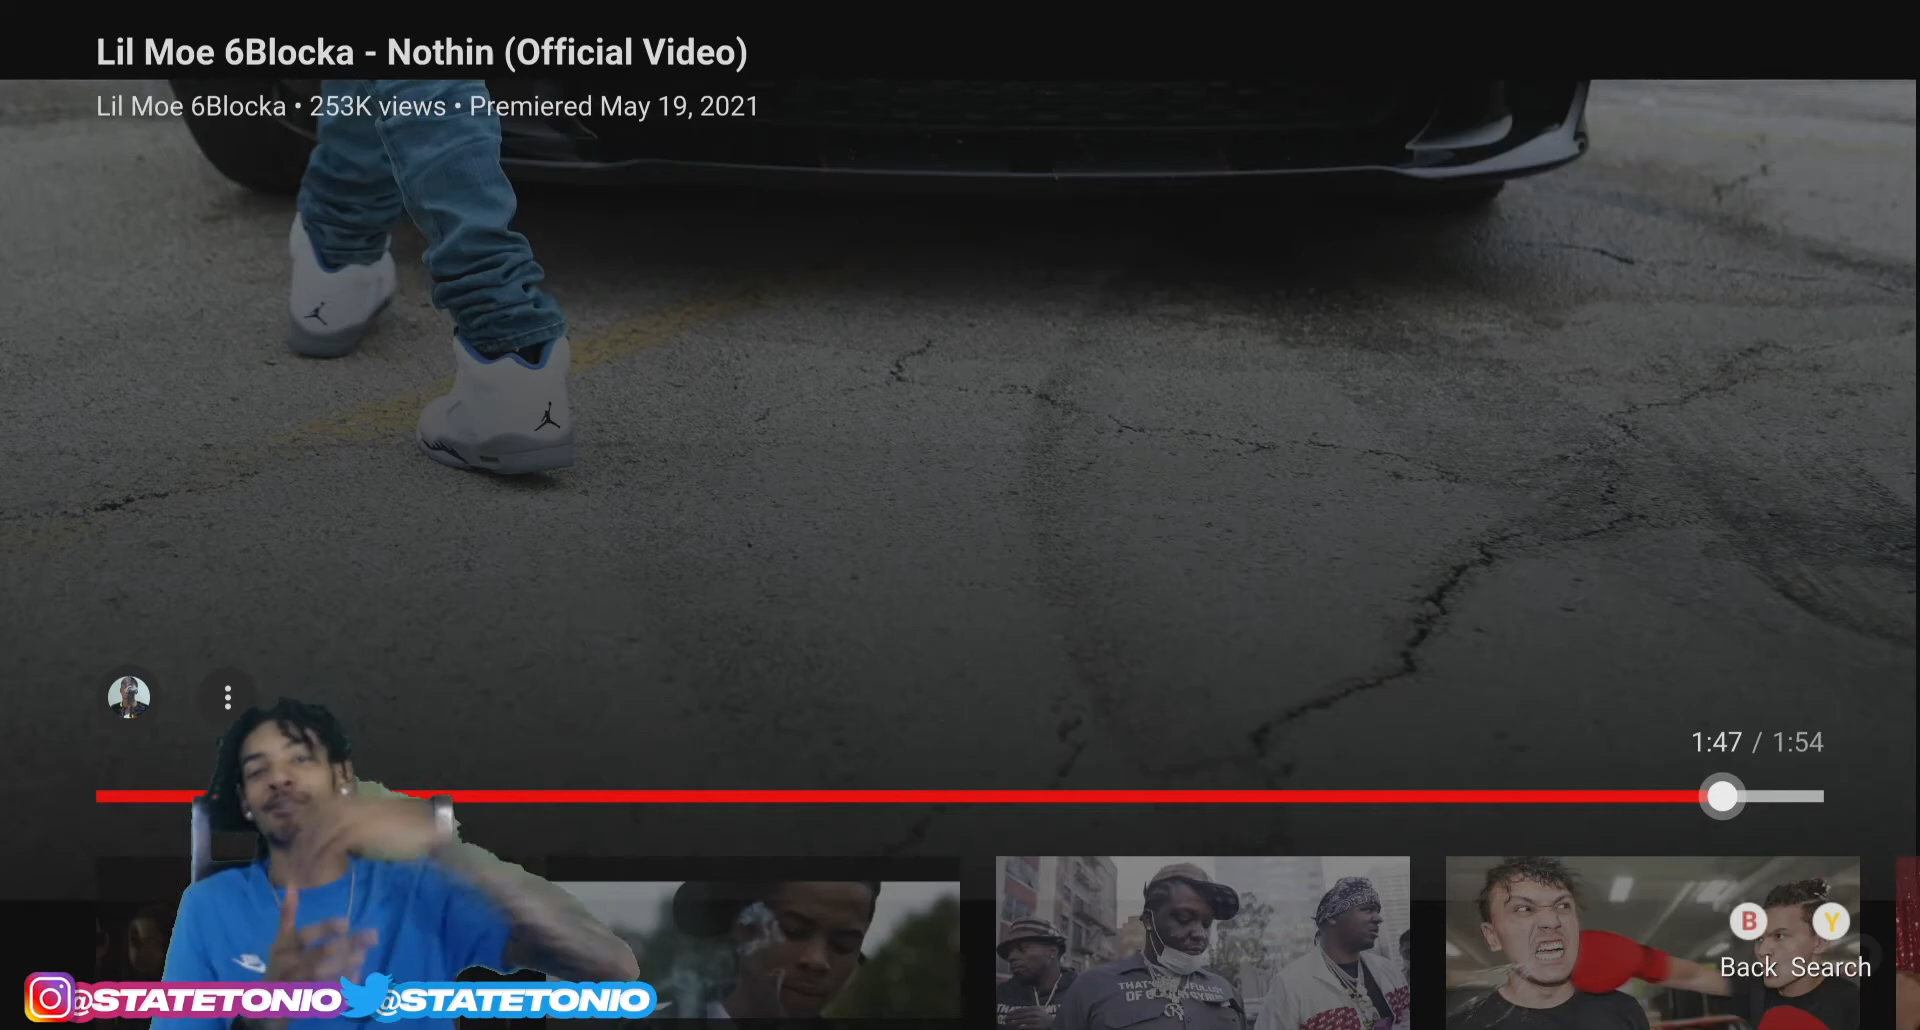 Lil Moe 6Blocka - Nothin (Official Video)
Lil Moe 6Blocka • 253K views • Premiered May 19, 2021
1:47 / 1:54
B Y
Back Search
@STATETONIO @STATETONIO